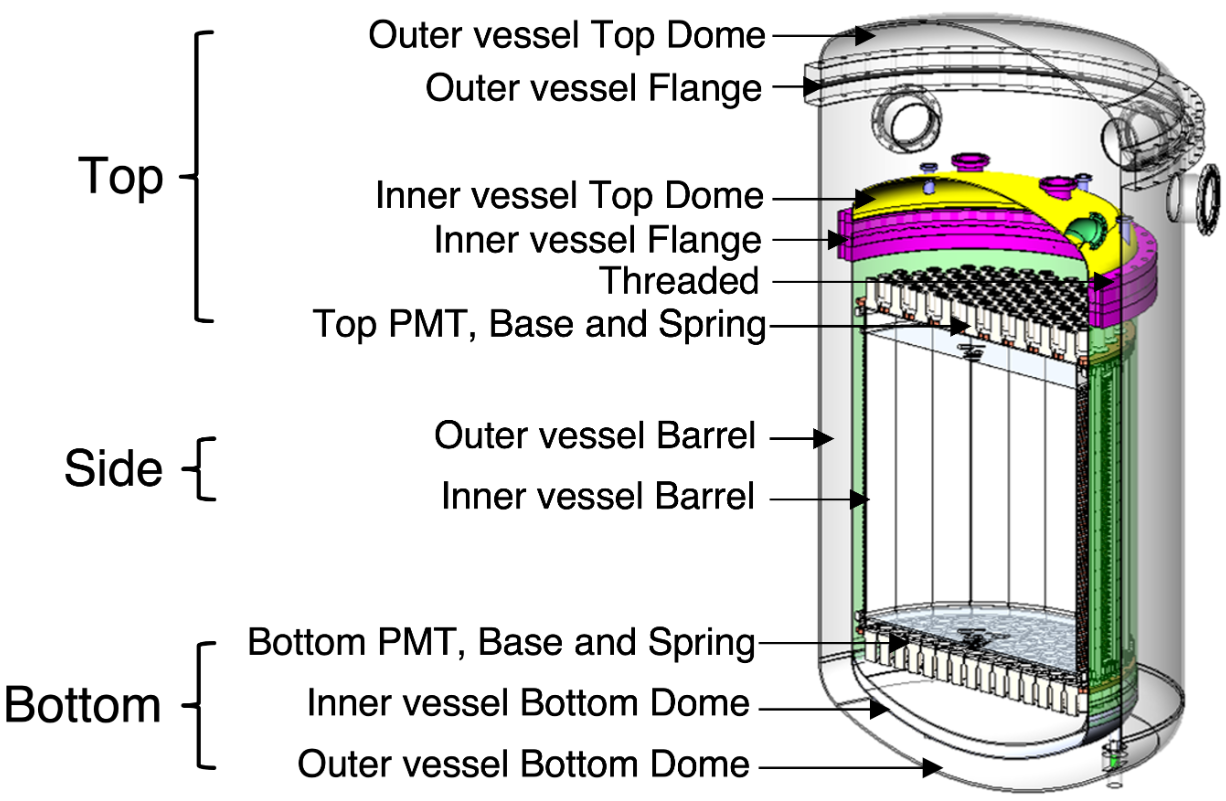 Outer vessel Top Dome
Outer vessel Flange
Top
Inner vessel Top Dome
Inner vessel Flange
Threaded
Top PMT, Base and Spring
Outer vessel Barrel
Side
Inner vessel Barrel
Bottom PMT, Base and Spring
Bottom
Inner vessel Bottom Dome
Outer vessel Bottom Dome